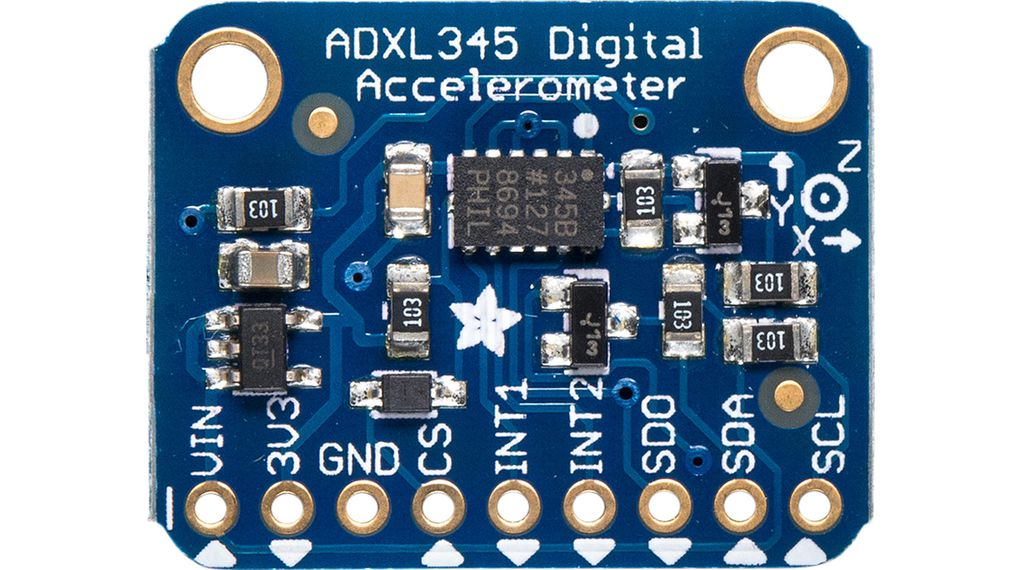 ADXL345 Digital
Accelerometer
Z
Y
X
345B
#127
8694
PHIL
103
103
103
103
103
103
103
VIN
3V3
GND
CS
INT1
INT2
SDO
SDA
SCL